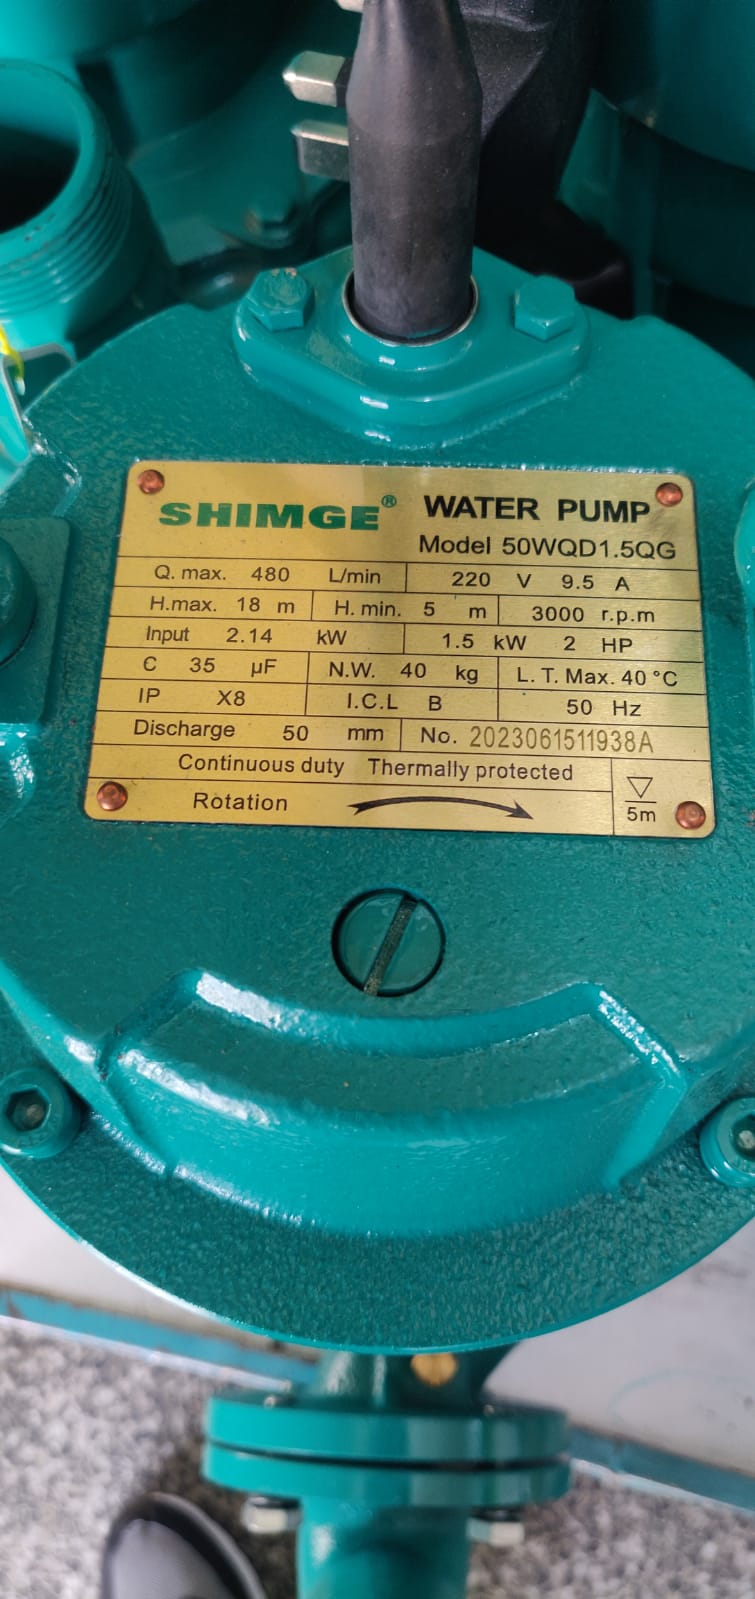 SHIMGE® WATER PUMP
Model 50WQD1.5QG
Q. max. 480 L/min 220 V 9.5 A
H.max. 18 m H. min. 5 m 3000 r.p.m
Input 2.14 kW 1.5 kW 2 HP
C 35 µF N.W. 40 kg L. T. Max. 40 °C
IP X8 I.C.L B 50 Hz
Discharge 50 mm No. 2023061511938A
Continuous duty Thermally protected
Rotation
5m